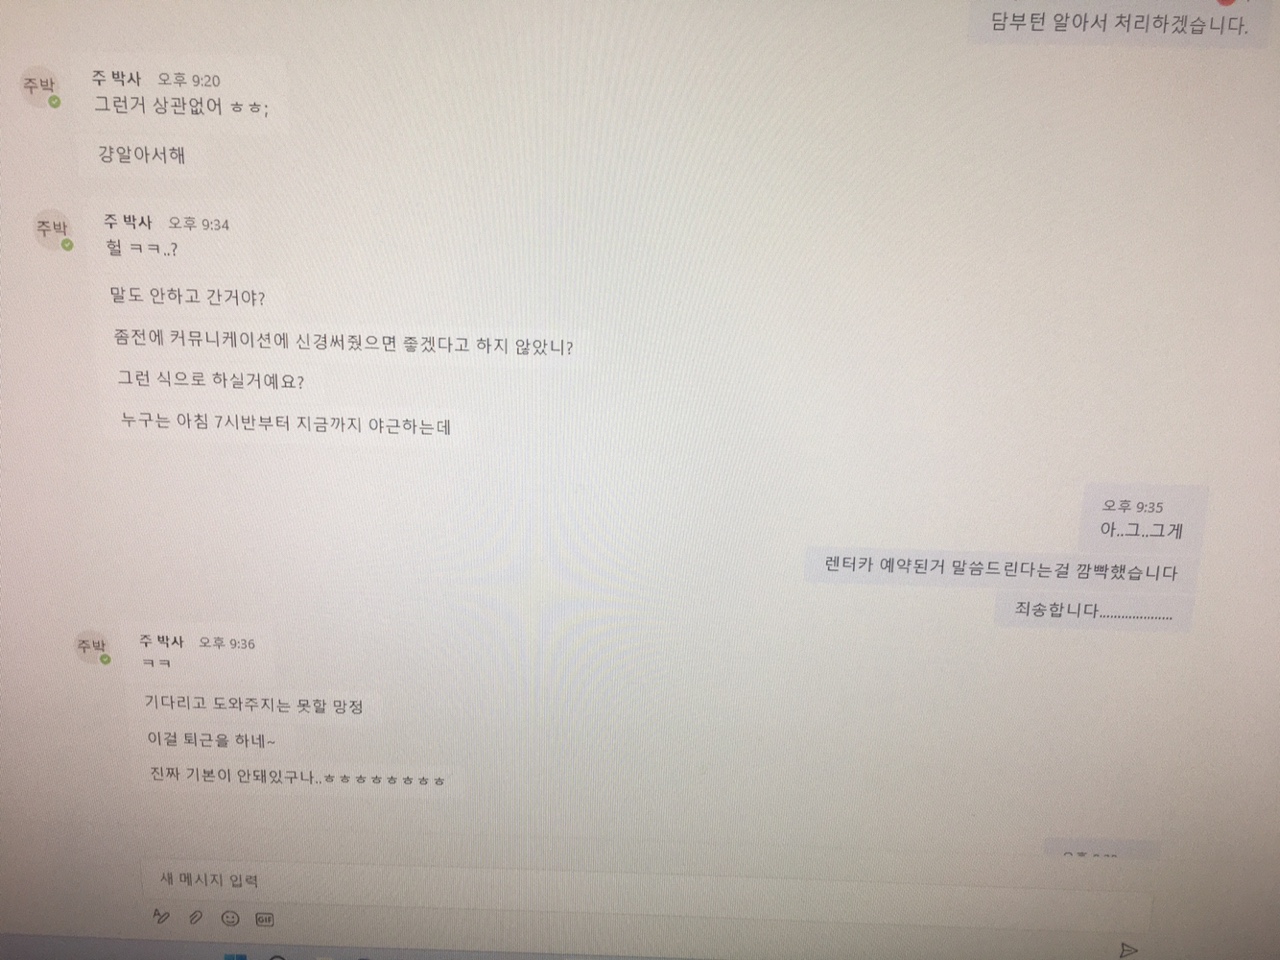 담부턴 알아서 처리하겠습니다.
주박
주 박사 오후 9:20
그런거 상관없어 ㅎㅎ;
걍알아서해
주박
주 박사 오후 9:34
헐 ㅋㅋ..?
말도 안하고 간거야?
좀전에 커뮤니케이션에 신경써줬으면 좋겠다고 하지 않았니?
그런 식으로 하실거예요?
누구는 아침 7시반부터 지금까지 야근하는데
오후 9:35
아..그..그게
렌터카 예약된거 말씀드린다는걸 깜빡했습니다
죄송합니다....................
주박
주 박사 오후 9:36
ㅋㅋ
기다리고 도와주지는 못할 망정
이걸 퇴근을 하네~
진짜 기본이 안돼있구나..ㅎㅎㅎㅎㅎㅎㅎㅎ
새 메시지 입력
GIF